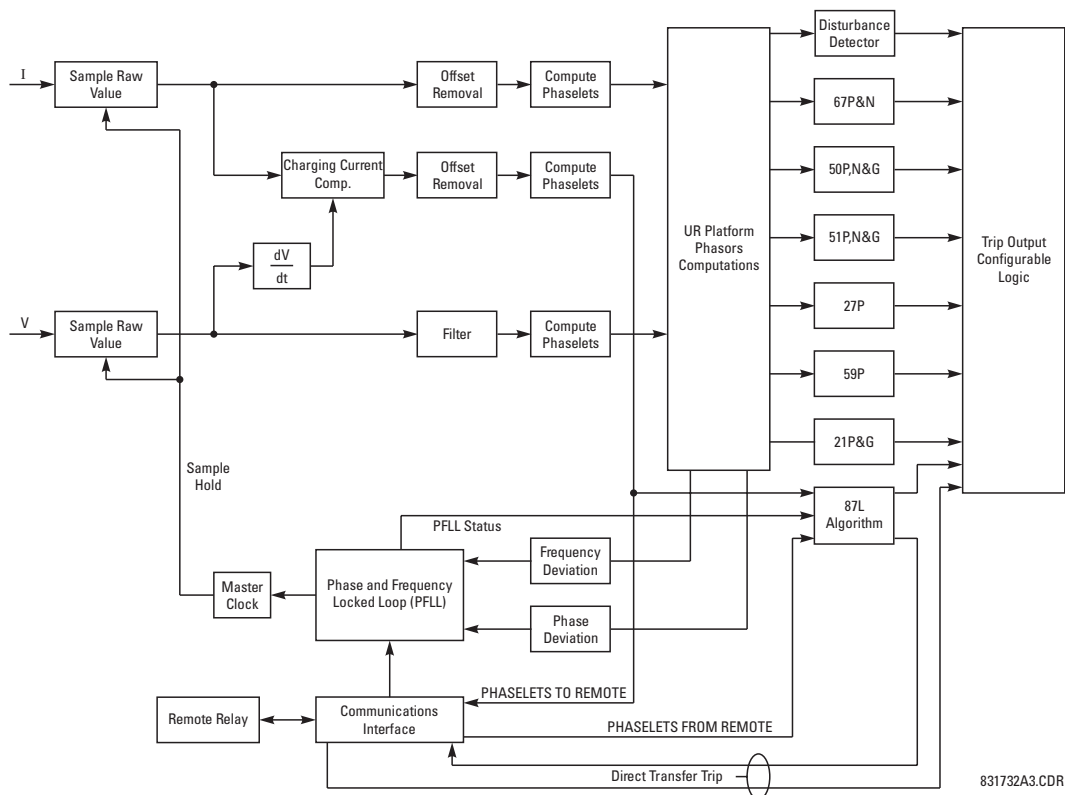 I
Sample Raw
Value
Offset
Removal
Compute
Phaselets
Disturbance
Detector
67P&N
Charging Current
Comp.
Offset
Removal
Compute
Phaselets
50P,N&G
UR Platform
Phasors
Computations
51P,N&G
Trip Output
Configurable
Logic
dV
dt
27P
V
Sample Raw
Value
Filter
Compute
Phaselets
59P
21P&G
Sample
Hold
87L
Algorithm
PFLL Status
Frequency
Deviation
Master
Clock
Phase and Frequency
Locked Loop (PFLL)
Phase
Deviation
PHASELETS TO REMOTE
Remote Relay
Communications
Interface
PHASELETS FROM REMOTE
Direct Transfer Trip
831732A3.CDR